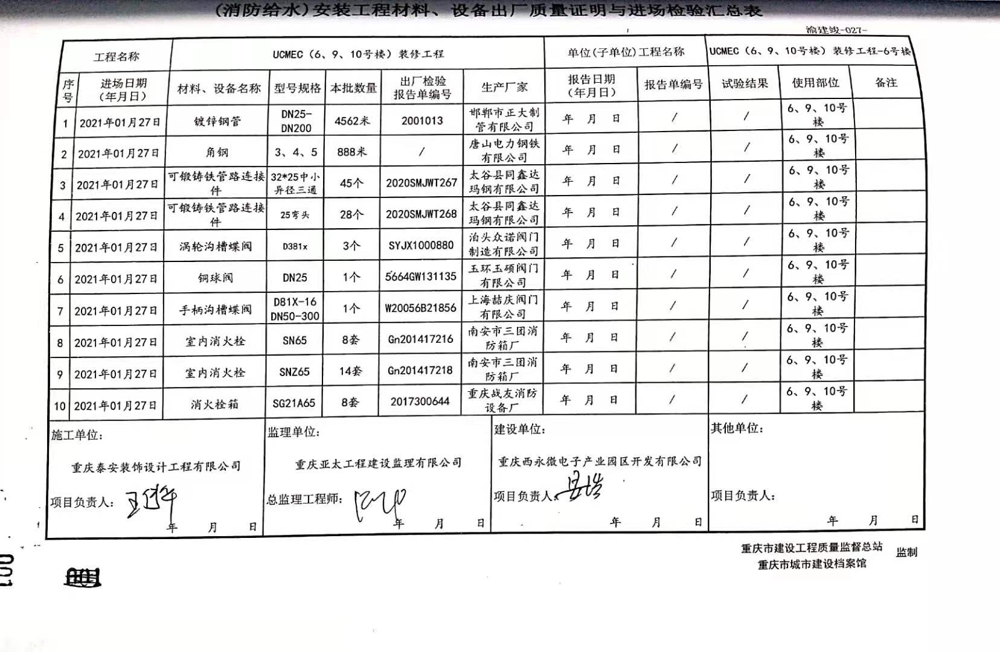 (消防给水)安装工程材料、设备出厂质量证明与进场检验汇总表
渝建竣-027-
工程名称 UCMEC（6、9、10号楼）装修工程 单位(子单位)工程名称 UCMEC（6、9、10号楼）装修工程-6号楼
序号 进场日期（年月日） 材料、设备名称 型号规格 本批数量 出厂检验报告单编号 生产厂家 报告日期（年月日） 报告单编号 试验结果 使用部位 备注
1 2021年01月27日 镀锌钢管 DN25-DN200 4562米 2001013 邯郸市正大制管有限公司 年 月 日 / / 6、9、10号楼
2 2021年01月27日 角钢 3、4、5 888米 / 唐山电力钢铁有限公司 年 月 日 / / 6、9、10号楼
3 2021年01月27日 可锻铸铁管路连接件 32*25中小异径三通 45个 2020SMJWT267 太谷县同鑫达玛钢有限公司 年 月 日 / / 6、9、10号楼
4 2021年01月27日 可锻铸铁管路连接件 25弯头 28个 2020SMJWT268 太谷县同鑫达玛钢有限公司 年 月 日 / / 6、9、10号楼
5 2021年01月27日 涡轮沟槽蝶阀 D381x 3个 SYJX1000880 泊头众诺阀门制造有限公司 年 月 日 / / 6、9、10号楼
6 2021年01月27日 铜球阀 DN25 1个 5664GW131135 玉环玉硕阀门有限公司 年 月 日 / / 6、9、10号楼
7 2021年01月27日 手柄沟槽蝶阀 D81X-16 DN50-300 1个 W20056B21856 上海喆庆阀门有限公司 年 月 日 / / 6、9、10号楼
8 2021年01月27日 室内消火栓 SN65 8套 Gn201417216 南安市三团消防箱厂 年 月 日 / / 6、9、10号楼
9 2021年01月27日 室内消火栓 SNZ65 14套 Gn201417218 南安市三团消防箱厂 年 月 日 / / 6、9、10号楼
10 2021年01月27日 消火栓箱 SG21A65 8套 2017300644 重庆战友消防设备厂 年 月 日 / / 6、9、10号楼
施工单位： 监理单位： 建设单位： 其他单位：
重庆泰安装饰设计工程有限公司 重庆亚太工程建设监理有限公司 重庆西永微电子产业园区开发有限公司
项目负责人： 总监理工程师： 项目负责人： 项目负责人：
年 月 日 年 月 日 年 月 日 年 月 日
重庆市建设工程质量监督总站
重庆市城市建设档案馆
监制
001